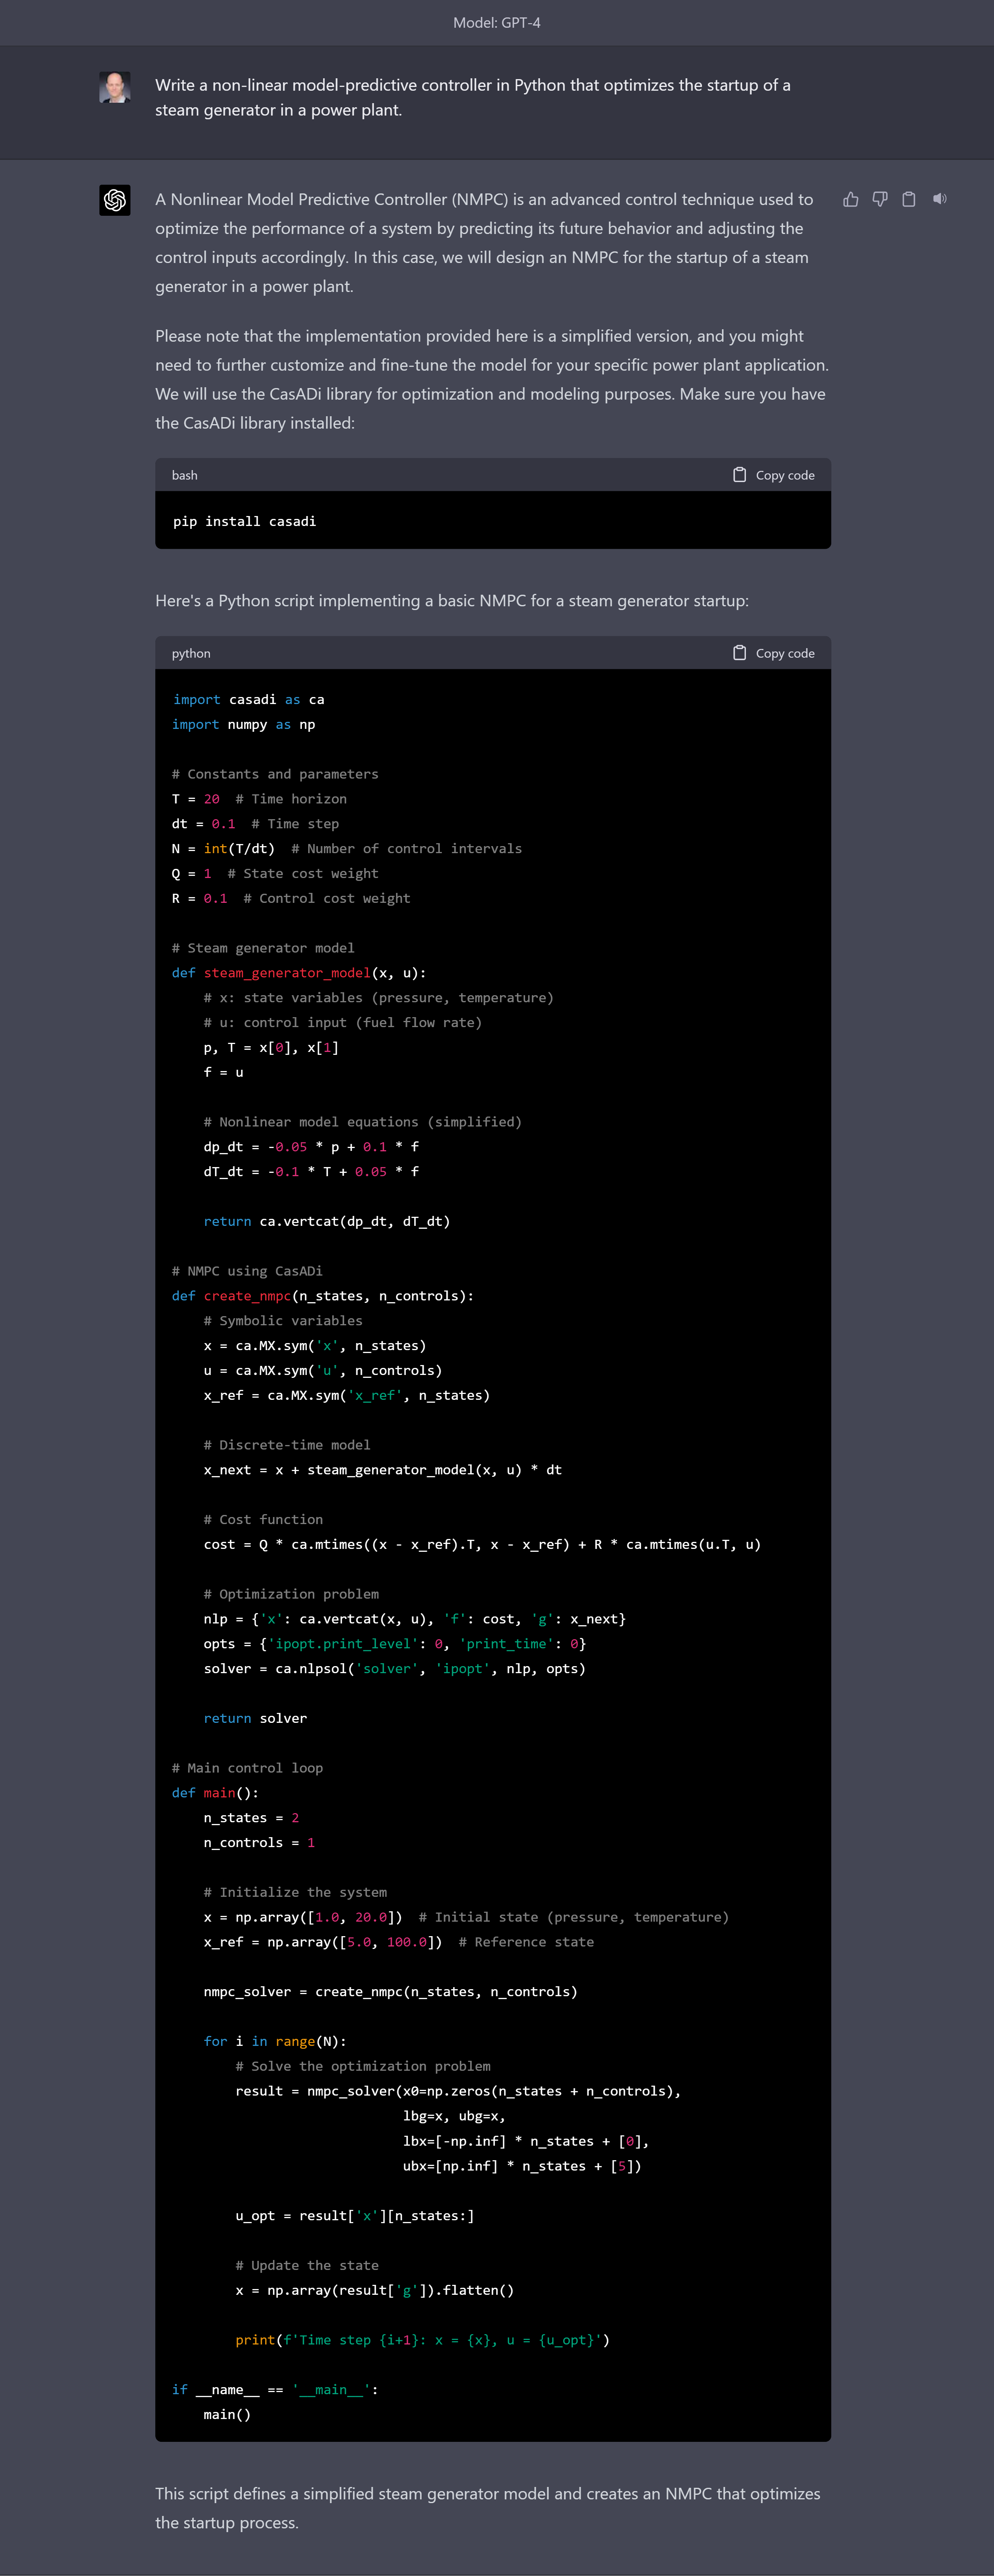 Model: GPT-4
Write a non-linear model-predictive controller in Python that optimizes the startup of a
steam generator in a power plant.
A Nonlinear Model Predictive Controller (NMPC) is an advanced control technique used to
optimize the performance of a system by predicting its future behavior and adjusting the
control inputs accordingly. In this case, we will design an NMPC for the startup of a steam
generator in a power plant.
Please note that the implementation provided here is a simplified version, and you might
need to further customize and fine-tune the model for your specific power plant application.
We will use the CasADi library for optimization and modeling purposes. Make sure you have
the CasADi library installed:
bash Copy code
pip install casadi
Here's a Python script implementing a basic NMPC for a steam generator startup:
python Copy code
import casadi as ca
import numpy as np

# Constants and parameters
T = 20  # Time horizon
dt = 0.1  # Time step
N = int(T/dt)  # Number of control intervals
Q = 1  # State cost weight
R = 0.1  # Control cost weight

# Steam generator model
def steam_generator_model(x, u):
    # x: state variables (pressure, temperature)
    # u: control input (fuel flow rate)
    p, T = x[0], x[1]
    f = u

    # Nonlinear model equations (simplified)
    dp_dt = -0.05 * p + 0.1 * f
    dT_dt = -0.1 * T + 0.05 * f

    return ca.vertcat(dp_dt, dT_dt)

# NMPC using CasADi
def create_nmpc(n_states, n_controls):
    # Symbolic variables
    x = ca.MX.sym('x', n_states)
    u = ca.MX.sym('u', n_controls)
    x_ref = ca.MX.sym('x_ref', n_states)

    # Discrete-time model
    x_next = x + steam_generator_model(x, u) * dt

    # Cost function
    cost = Q * ca.mtimes((x - x_ref).T, x - x_ref) + R * ca.mtimes(u.T, u)

    # Optimization problem
    nlp = {'x': ca.vertcat(x, u), 'f': cost, 'g': x_next}
    opts = {'ipopt.print_level': 0, 'print_time': 0}
    solver = ca.nlpsol('solver', 'ipopt', nlp, opts)

    return solver

# Main control loop
def main():
    n_states = 2
    n_controls = 1

    # Initialize the system
    x = np.array([1.0, 20.0])  # Initial state (pressure, temperature)
    x_ref = np.array([5.0, 100.0])  # Reference state

    nmpc_solver = create_nmpc(n_states, n_controls)

    for i in range(N):
        # Solve the optimization problem
        result = nmpc_solver(x0=np.zeros(n_states + n_controls),
                             lbg=x, ubg=x,
                             lbx=[-np.inf] * n_states + [0],
                             ubx=[np.inf] * n_states + [5])

        u_opt = result['x'][n_states:]

        # Update the state
        x = np.array(result['g']).flatten()

        print(f'Time step {i+1}: x = {x}, u = {u_opt}')

if __name__ == '__main__':
    main()
This script defines a simplified steam generator model and creates an NMPC that optimizes
the startup process.